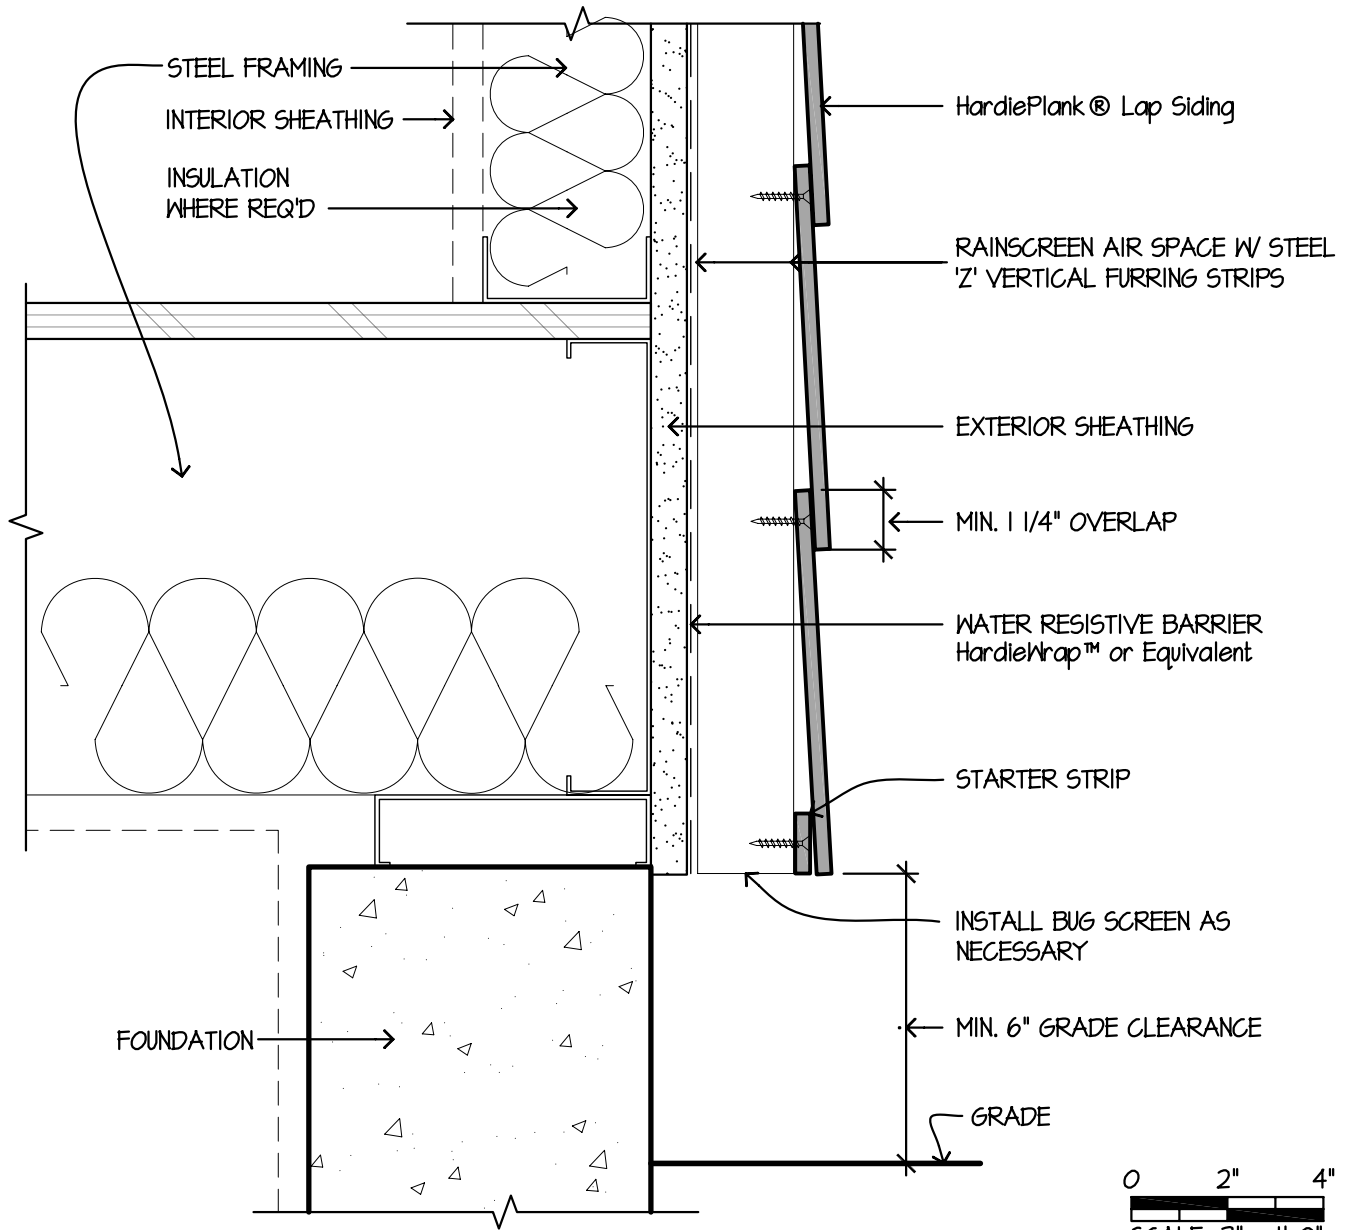 STEEL FRAMING
INTERIOR SHEATHING
INSULATION
WHERE REQ'D
HardiePlank® Lap Siding
RAINSCREEN AIR SPACE W/ STEEL
'Z' VERTICAL FURRING STRIPS
EXTERIOR SHEATHING
MIN. 1 1/4" OVERLAP
WATER RESISTIVE BARRIER
HardieWrap™ or Equivalent
STARTER STRIP
INSTALL BUG SCREEN AS
NECESSARY
FOUNDATION
MIN. 6" GRADE CLEARANCE
GRADE
0 2" 4"